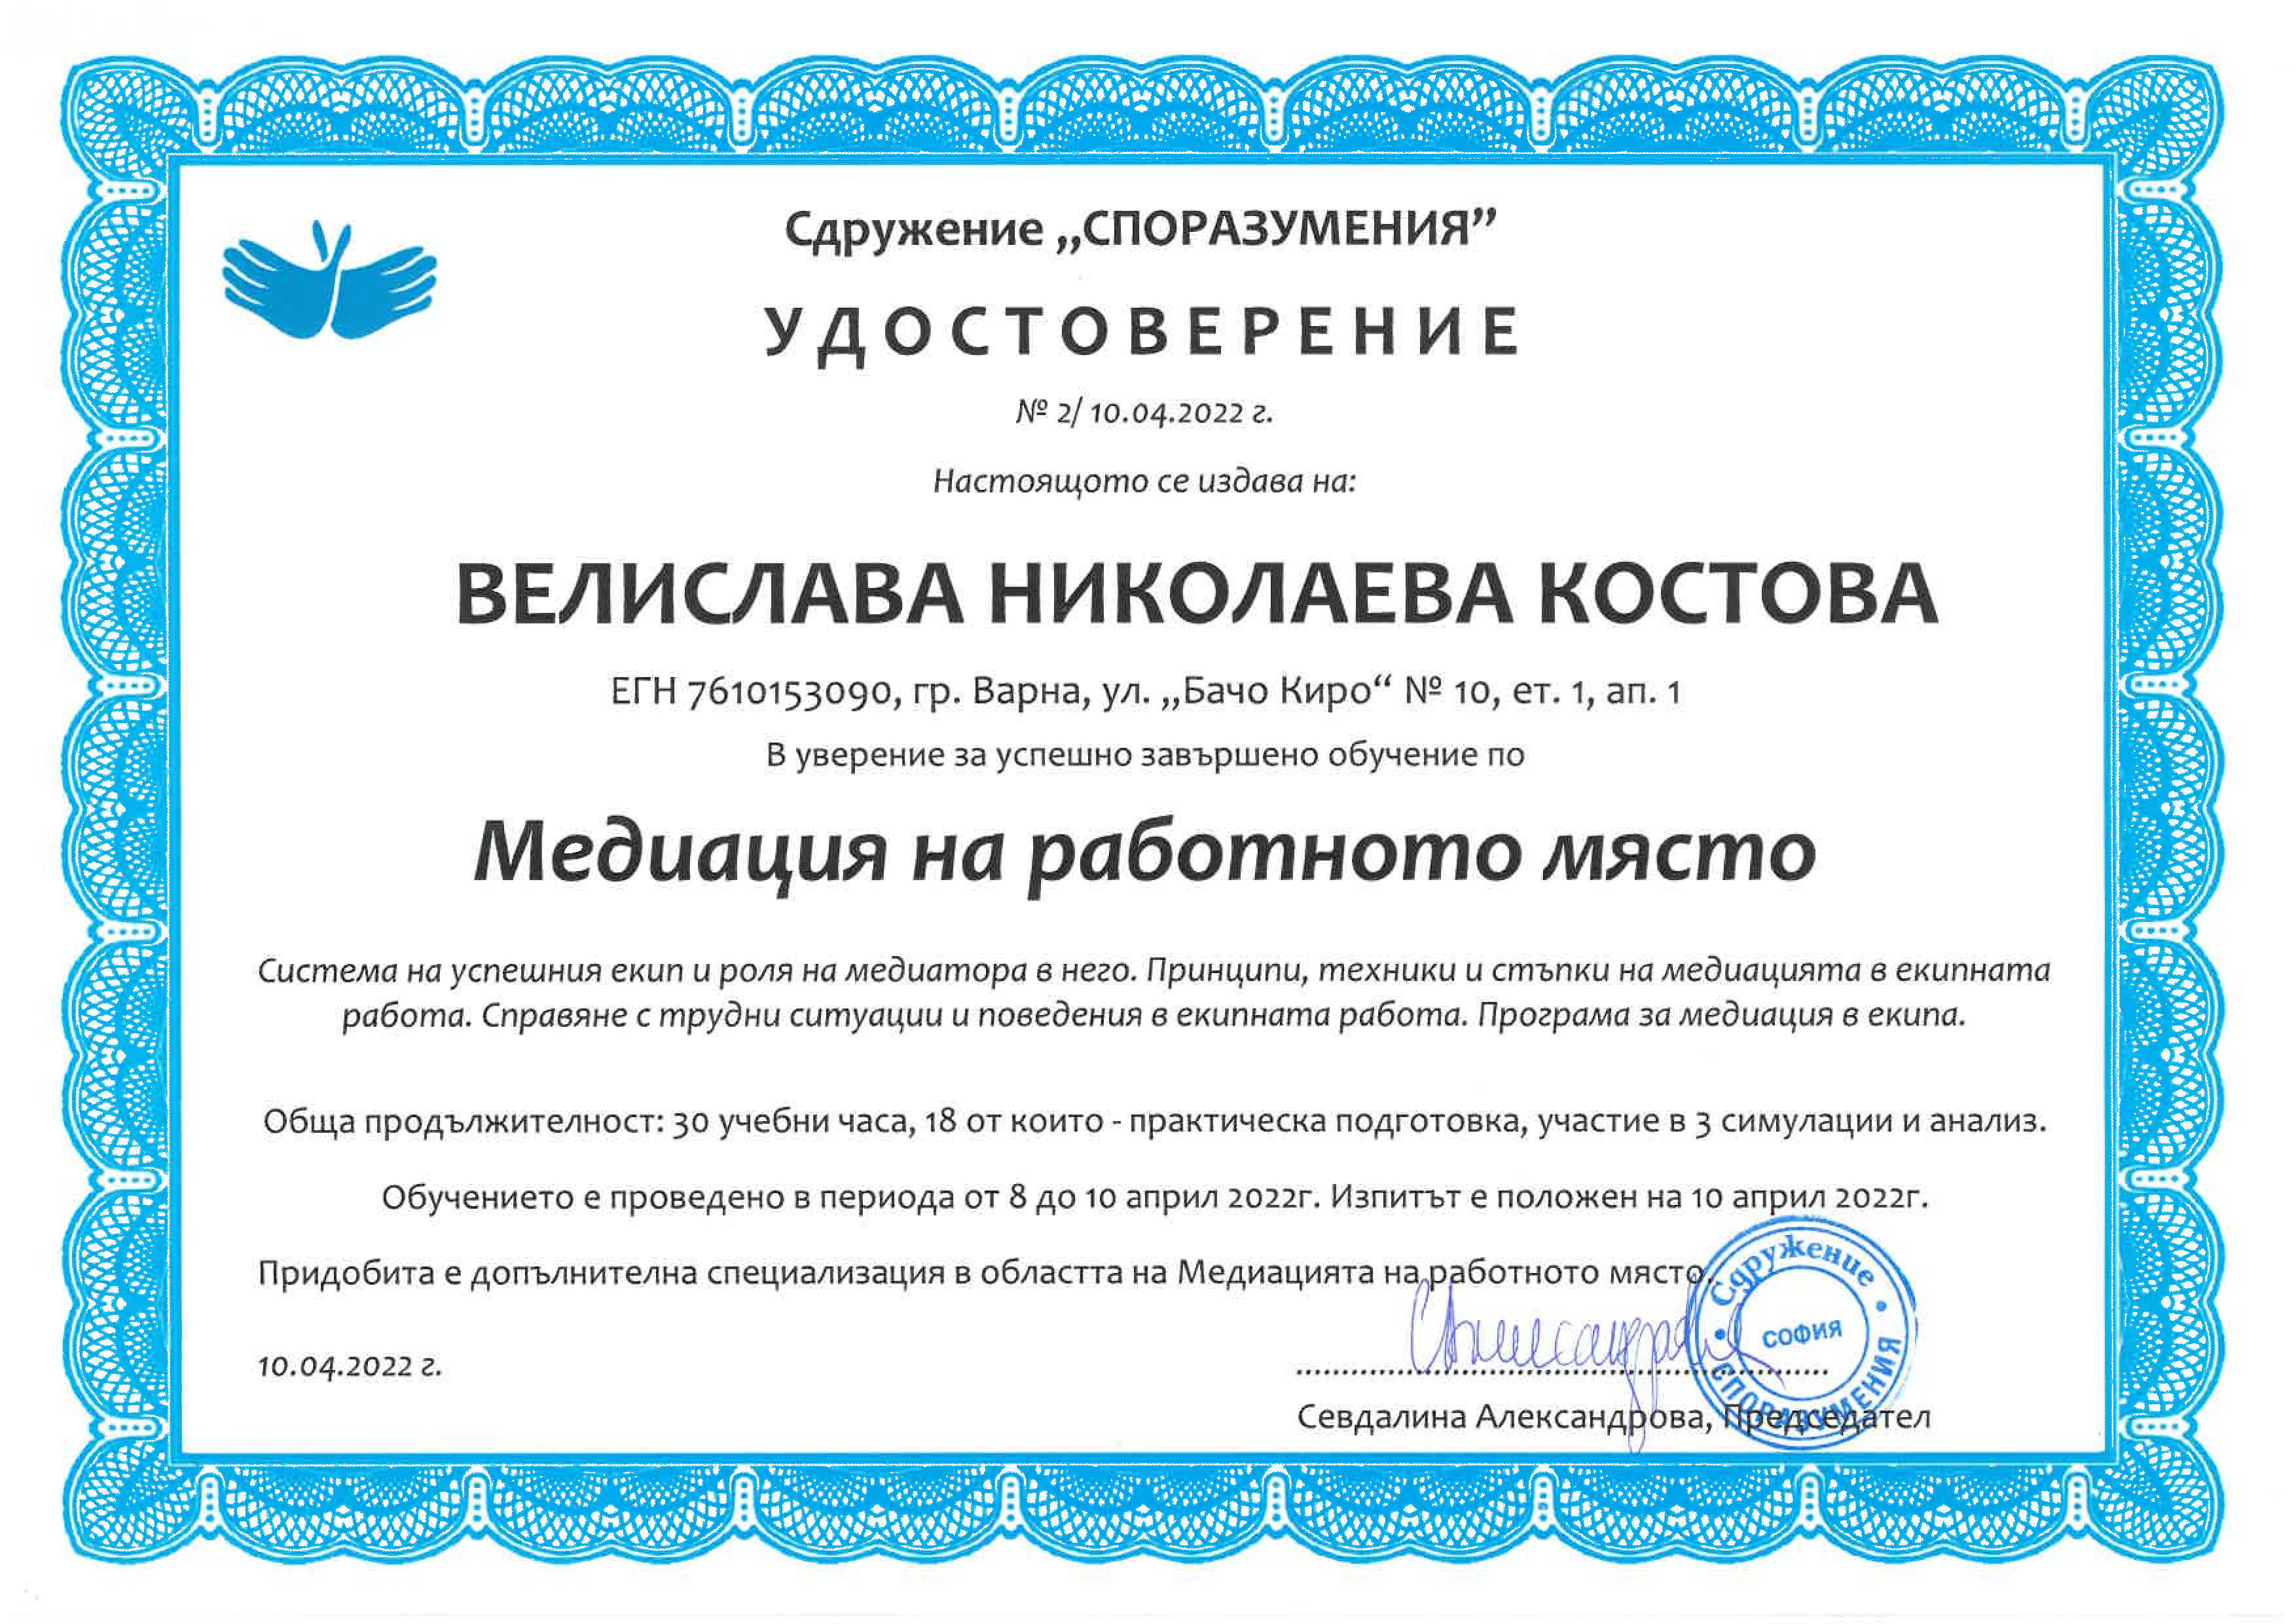 Сдружение „СПОРАЗУМЕНИЯ”
УДОСТОВЕРЕНИЕ
№ 2/ 10.04.2022 г.
Настоящото се издава на:
ВЕЛИСЛАВА НИКОЛАЕВА КОСТОВА
ЕГН 7610153090, гр. Варна, ул. „Бачо Киро“ № 10, ет. 1, ап. 1
В уверение за успешно завършено обучение по
Медиация на работното място
Система на успешния екип и роля на медиатора в него. Принципи, техники и стъпки на медиацията в екипната
работа. Справяне с трудни ситуации и поведения в екипната работа. Програма за медиация в екипа.
Обща продължителност: 30 учебни часа, 18 от които - практическа подготовка, участие в 3 симулации и анализ.
Обучението е проведено в периода от 8 до 10 април 2022г. Изпитът е положен на 10 април 2022г.
Придобита е допълнителна специализация в областта на Медиацията на работното място.
Сдружение
СОФИЯ
СПОРАЗУМЕНИЯ
10.04.2022 г.
Севдалина Александрова, Председател